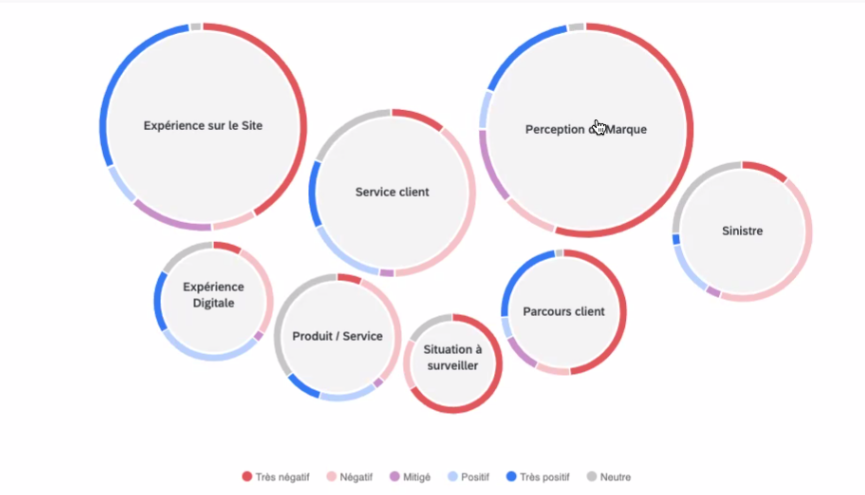 Expérience sur le Site
Perception Marque
Service client
Sinistre
Expérience
Digitale
Parcours client
Produit / Service
Situation à
surveiller
Très négatif
Négatif
Mitigé
Positif
Très positif
Neutre